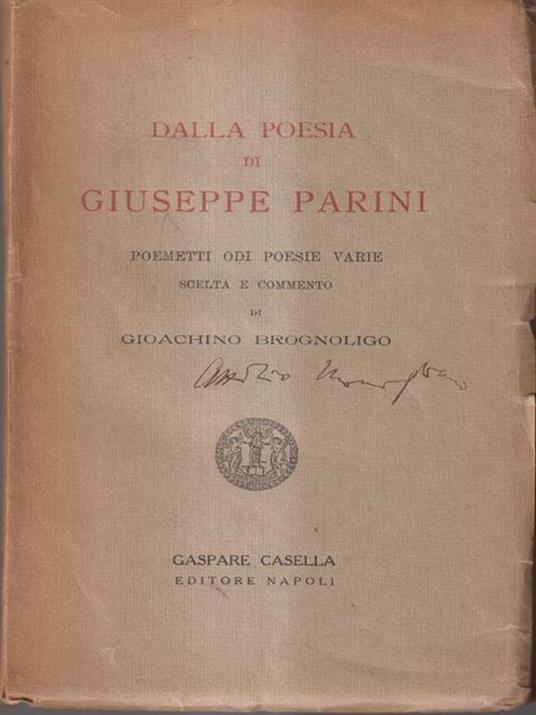 DALLA POESIA
DI
GIUSEPPE PARINI
POEMETTI ODI POESIE VARIE
SCELTA E COMMENTO
DI
GIOACHINO BROGNOLIGO
GASPARE CASELLA
EDITORE NAPOLI